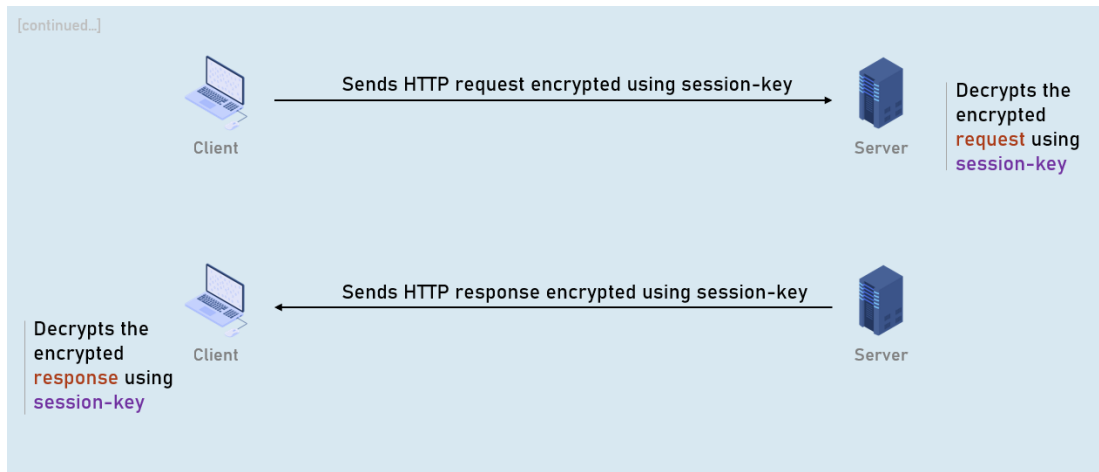 [continued...]
Sends HTTP request encrypted using session-key
Client
Server
Decrypts the
encrypted
request using
session-key
Sends HTTP response encrypted using session-key
Client
Server
Decrypts the
encrypted
response using
session-key